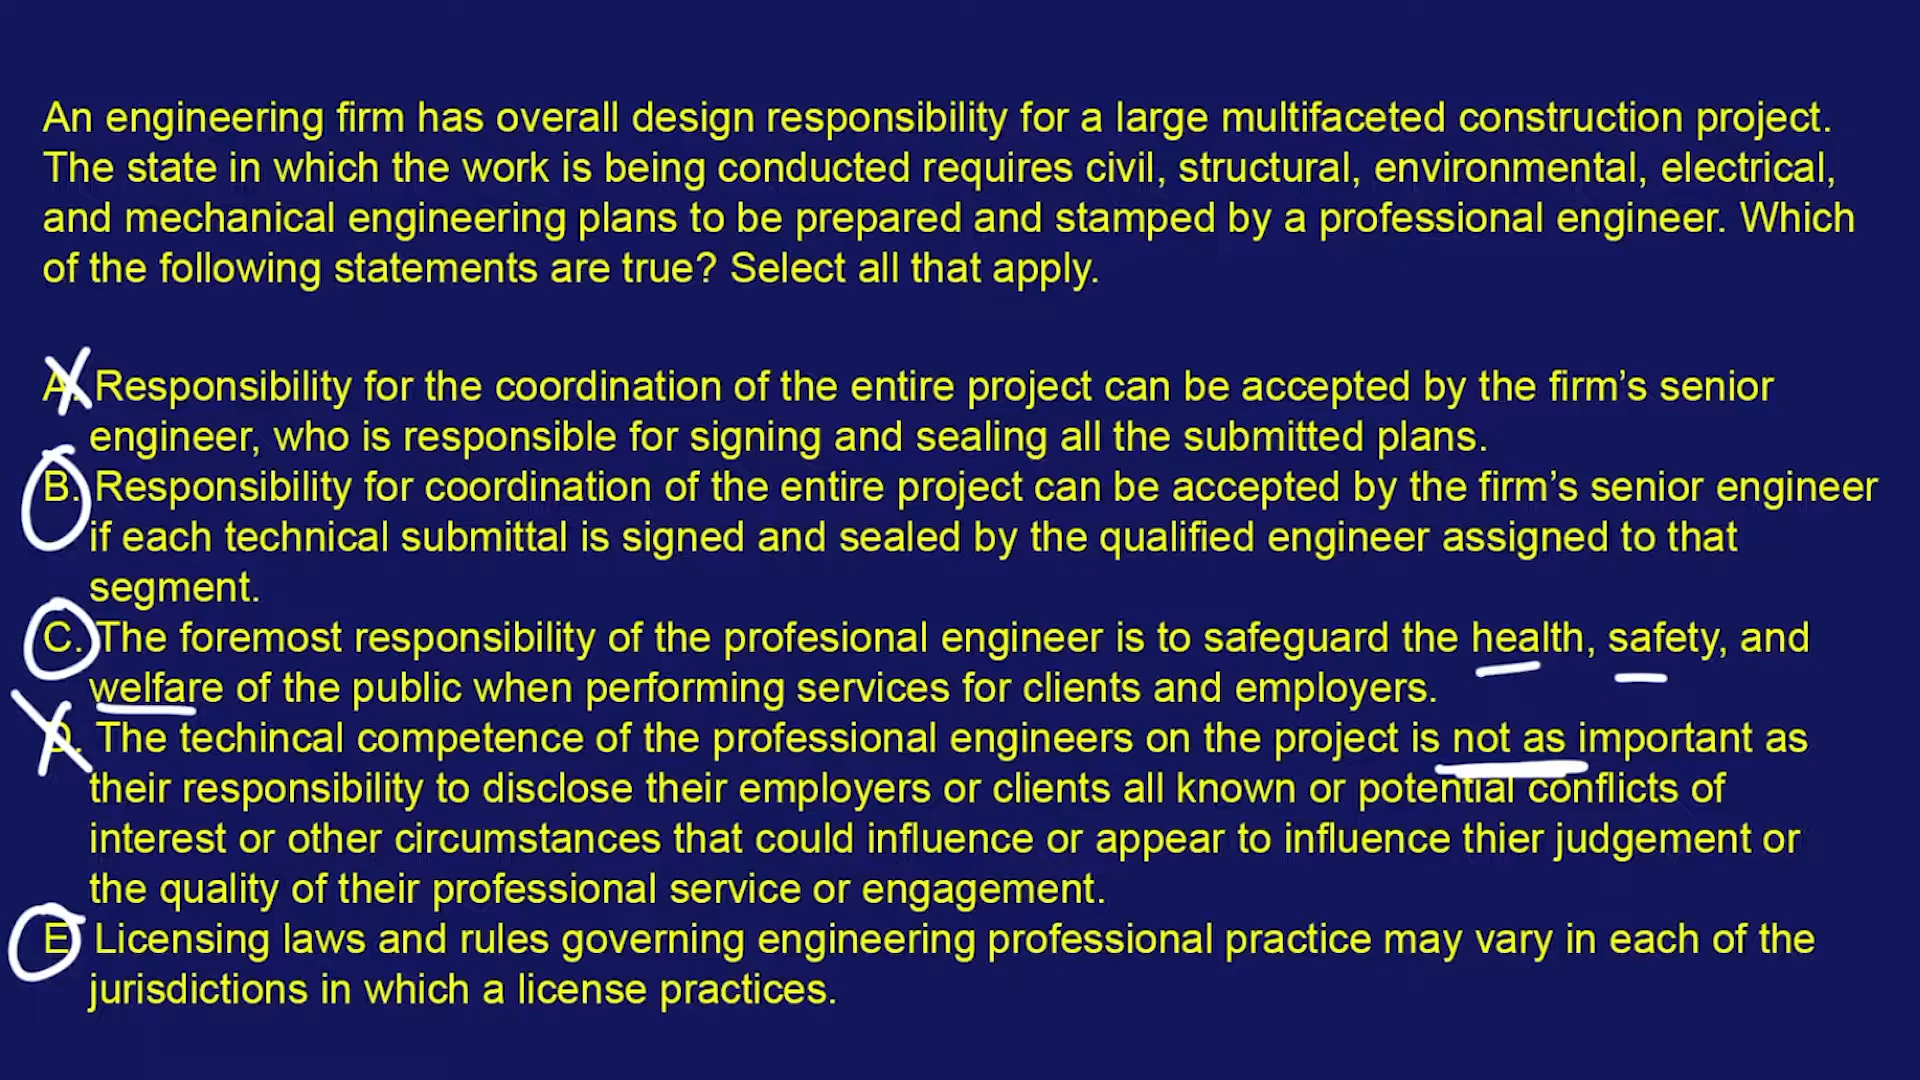 An engineering firm has overall design responsibility for a large multifaceted construction project.
The state in which the work is being conducted requires civil, structural, environmental, electrical,
and mechanical engineering plans to be prepared and stamped by a professional engineer. Which
of the following statements are true? Select all that apply.
A. Responsibility for the coordination of the entire project can be accepted by the firm’s senior
engineer, who is responsible for signing and sealing all the submitted plans.
B. Responsibility for coordination of the entire project can be accepted by the firm’s senior engineer
if each technical submittal is signed and sealed by the qualified engineer assigned to that
segment.
C. The foremost responsibility of the profesional engineer is to safeguard the health, safety, and
welfare of the public when performing services for clients and employers.
D. The techincal competence of the professional engineers on the project is not as important as
their responsibility to disclose their employers or clients all known or potential conflicts of
interest or other circumstances that could influence or appear to influence thier judgement or
the quality of their professional service or engagement.
E. Licensing laws and rules governing engineering professional practice may vary in each of the
jurisdictions in which a license practices.